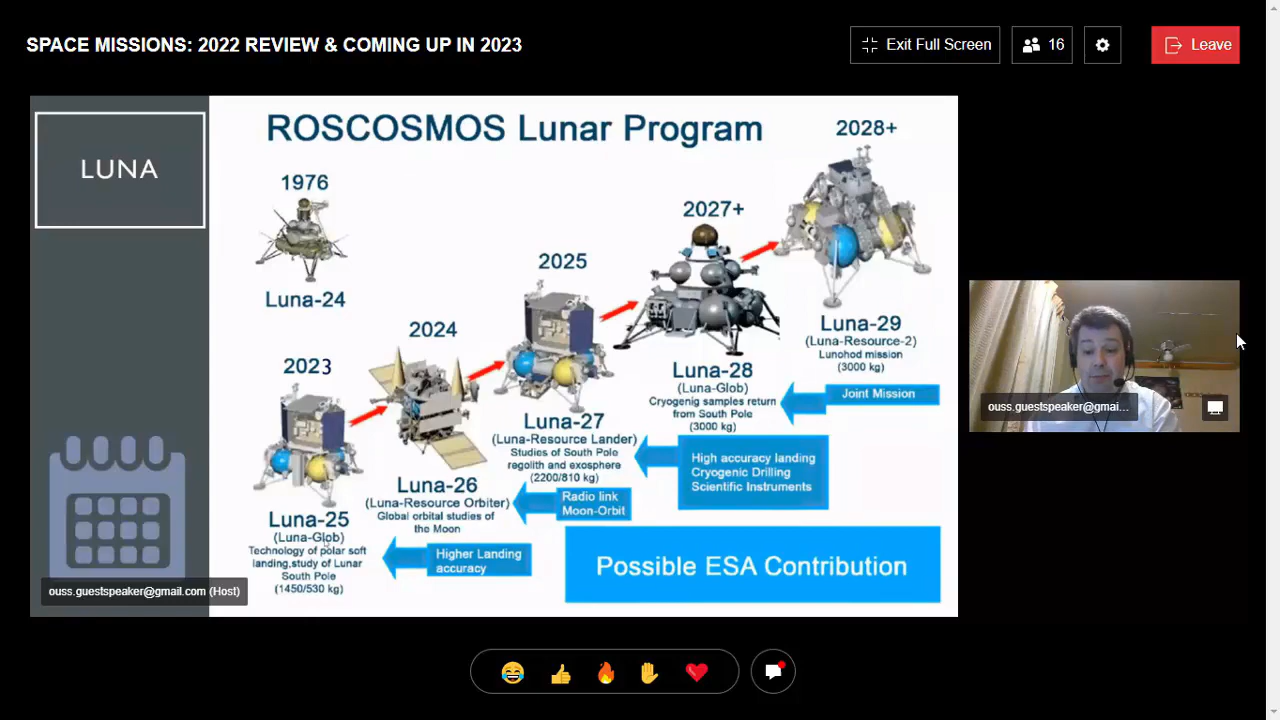 SPACE MISSIONS: 2022 REVIEW & COMING UP IN 2023
Exit Full Screen
16
Leave
LUNA
ROSCOSMOS Lunar Program
1976
Luna-24
2023
Luna-25
(Luna-Glob)
Technology of polar soft
landing,study of Lunar
South Pole
(1450/530 kg)
Higher Landing
accuracy
2024
Luna-26
(Luna-Resource Orbiter)
Global orbital studies of
the Moon
Radio link
Moon-Orbit
2025
Luna-27
(Luna-Resource Lander)
Studies of South Pole
regolith and exosphere
(2200/810 kg)
High accuracy landing
Cryogenic Drilling
Scientific Instruments
2027+
Luna-28
(Luna-Glob)
Cryogenig samples return
from South Pole
(3000 kg)
Joint Mission
2028+
Luna-29
(Luna-Resource-2)
Lunohod mission
(3000 kg)
Possible ESA Contribution
ouss.guestspeaker@gmail.com (Host)
ouss.guestspeaker@gmai...